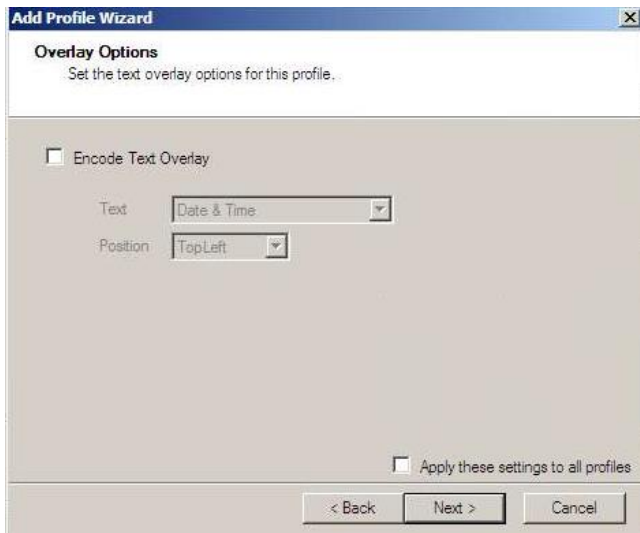 Add Profile Wizard
Overlay Options
Set the text overlay options for this profile.
Encode Text Overlay
Text Date & Time
Position TopLeft
Apply these settings to all profiles
< Back Next > Cancel